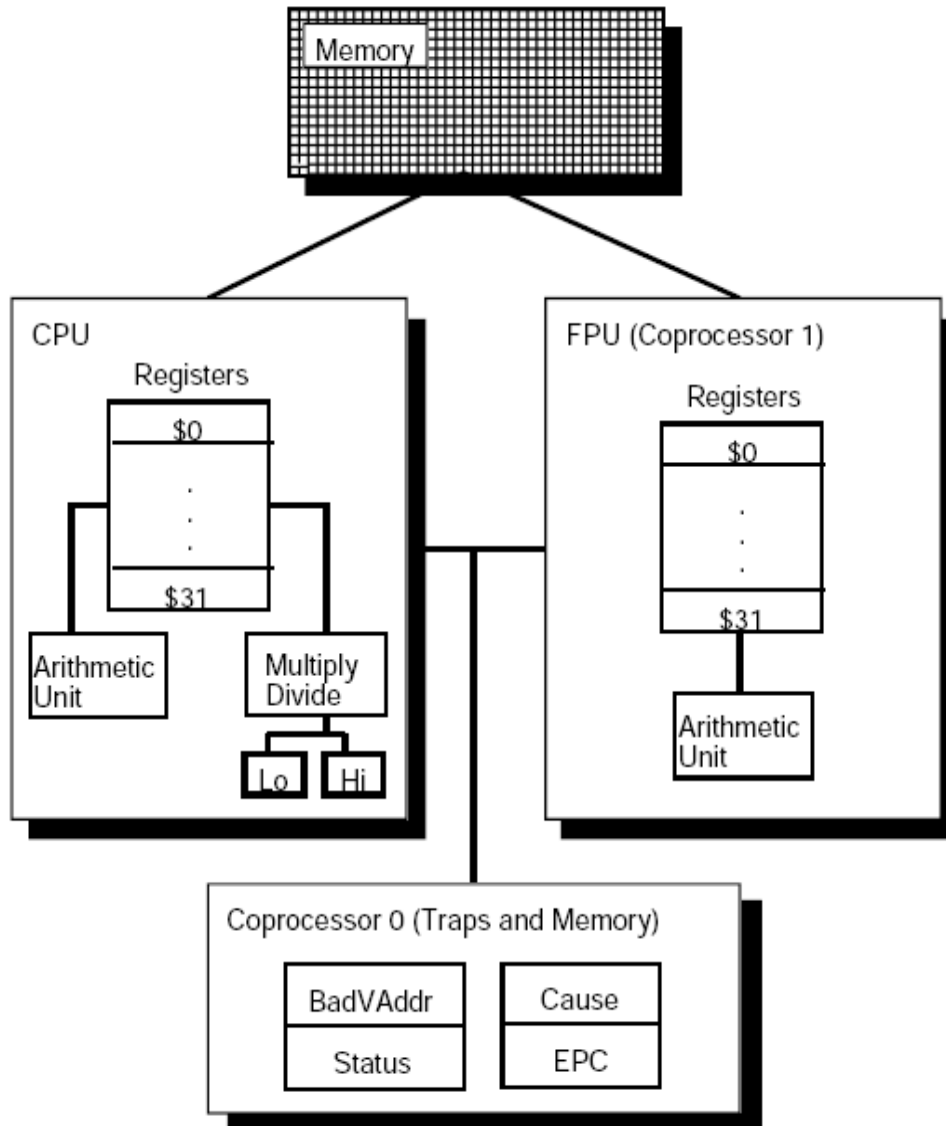 Memory
CPU
Registers
$0
.
.
.
$31
Arithmetic
Unit
Multiply
Divide
Lo
Hi
FPU (Coprocessor 1)
Registers
$0
.
.
.
$31
Arithmetic
Unit
Coprocessor 0 (Traps and Memory)
BadVAddr
Cause
Status
EPC